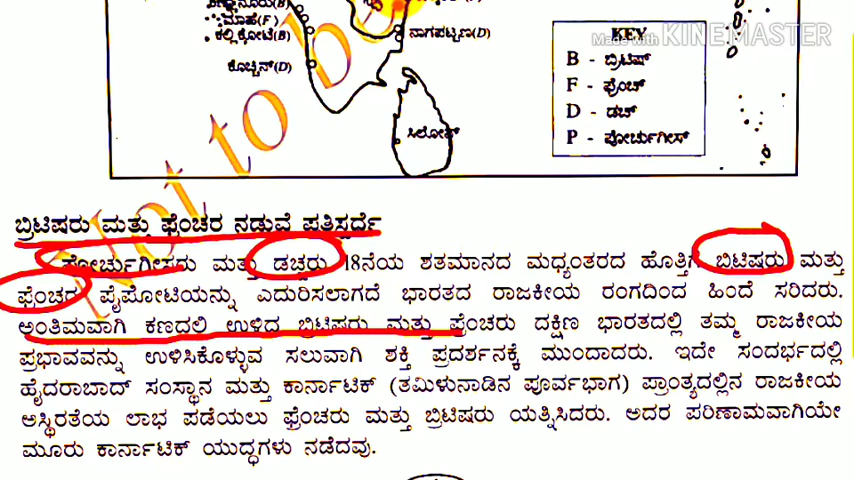 ಮಾಹೆ(F)
ಕಲ್ಲಿಕೋಟೆ(B)
ನಾಗಪಟ್ಟಣ(D)
ಕೊಚ್ಚಿನ್(D)
ಸಿಲೋನ್
KEY
Made with KINEMASTER
B - ಬ್ರಿಟಿಷ್
F - ಫ್ರೆಂಚ್
D - ಡಚ್
P - ಪೋರ್ಚುಗೀಸ್
Not to b
ಬ್ರಿಟಿಷರು ಮತ್ತು ಫ್ರೆಂಚರ ನಡುವೆ ಪ್ರತಿಸ್ಪರ್ಧೆ
ಪೋರ್ಚುಗೀಸರು ಮತ್ತು ಡಚ್ಚರು 18ನೆಯ ಶತಮಾನದ ಮಧ್ಯಂತರದ ಹೊತ್ತಿಗೆ ಬ್ರಿಟಿಷರು ಮತ್ತು
ಫ್ರೆಂಚರ ಪೈಪೋಟಿಯನ್ನು ಎದುರಿಸಲಾಗದೆ ಭಾರತದ ರಾಜಕೀಯ ರಂಗದಿಂದ ಹಿಂದೆ ಸರಿದರು.
ಅಂತಿಮವಾಗಿ ಕಣದಲ್ಲಿ ಉಳಿದ ಬ್ರಿಟಿಷರು ಮತ್ತು ಫ್ರೆಂಚರು ದಕ್ಷಿಣ ಭಾರತದಲ್ಲಿ ತಮ್ಮ ರಾಜಕೀಯ
ಪ್ರಭಾವವನ್ನು ಉಳಿಸಿಕೊಳ್ಳುವ ಸಲುವಾಗಿ ಶಕ್ತಿ ಪ್ರದರ್ಶನಕ್ಕೆ ಮುಂದಾದರು. ಇದೇ ಸಂದರ್ಭದಲ್ಲಿ
ಹೈದರಾಬಾದ್ ಸಂಸ್ಥಾನ ಮತ್ತು ಕಾರ್ನಾಟಿಕ್ (ತಮಿಳುನಾಡಿನ ಪೂರ್ವಭಾಗ) ಪ್ರಾಂತ್ಯದಲ್ಲಿನ ರಾಜಕೀಯ
ಅಸ್ಥಿರತೆಯ ಲಾಭ ಪಡೆಯಲು ಫ್ರೆಂಚರು ಮತ್ತು ಬ್ರಿಟಿಷರು ಯತ್ನಿಸಿದರು. ಅದರ ಪರಿಣಾಮವಾಗಿಯೇ
ಮೂರು ಕಾರ್ನಾಟಿಕ್ ಯುದ್ಧಗಳು ನಡೆದವು.